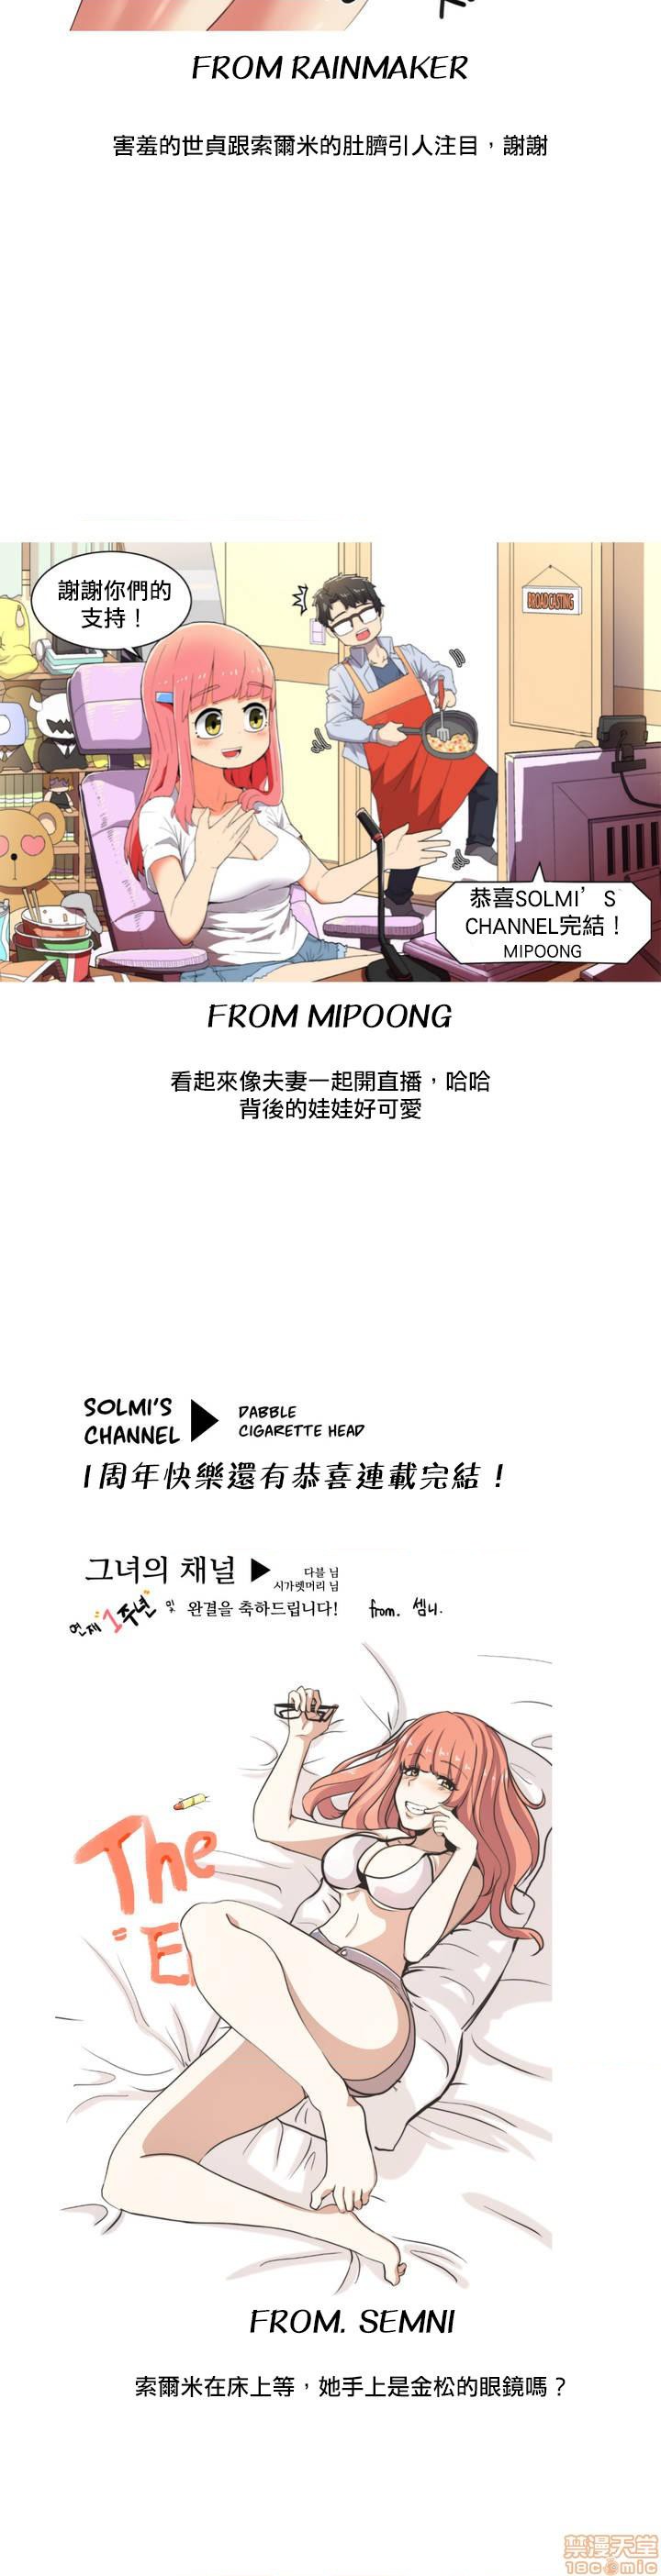 FROM RAINMAKER
害羞的世貞跟索爾米的肚臍引人注目，謝謝
謝謝你們的
支持！
BROADCASTING
恭喜SOLMI'S
CHANNEL完結！
MIPOONG
FROM MIPOONG
看起來像夫妻一起開直播，哈哈
背後的娃娃好可愛
SOLMI'S
CHANNEL
DABBLE
CIGARETTE HEAD
1周年快樂還有恭喜連載完結！
그녀의 채널 ▶
다블 님
시가렛머리 님
언제 "1주년" 및 완결을 축하드립니다! from. 셈니.
The
"E
FROM. SEMNI
索爾米在床上等，她手上是金松的眼鏡嗎？
禁漫天堂
18comic